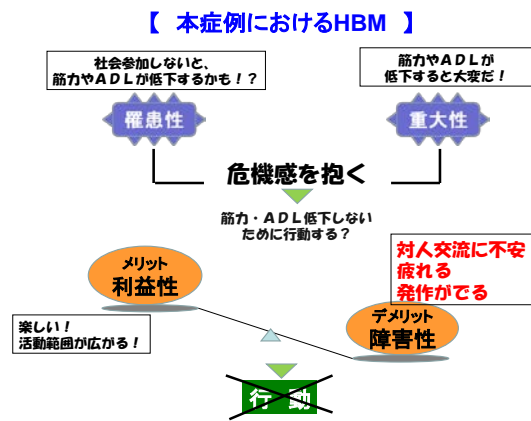 【 本症例におけるHBM 】
社会参加しないと、
筋力やＡＤＬが低下するかも！？
筋力やＡＤＬが
低下すると大変だ！
罹患性
重大性
危機感を抱く
筋力・ＡＤＬ低下しない
ために行動する？
対人交流に不安
疲れる
発作がでる
メリット
利益性
デメリット
障害性
楽しい！
活動範囲が広がる！
行 動